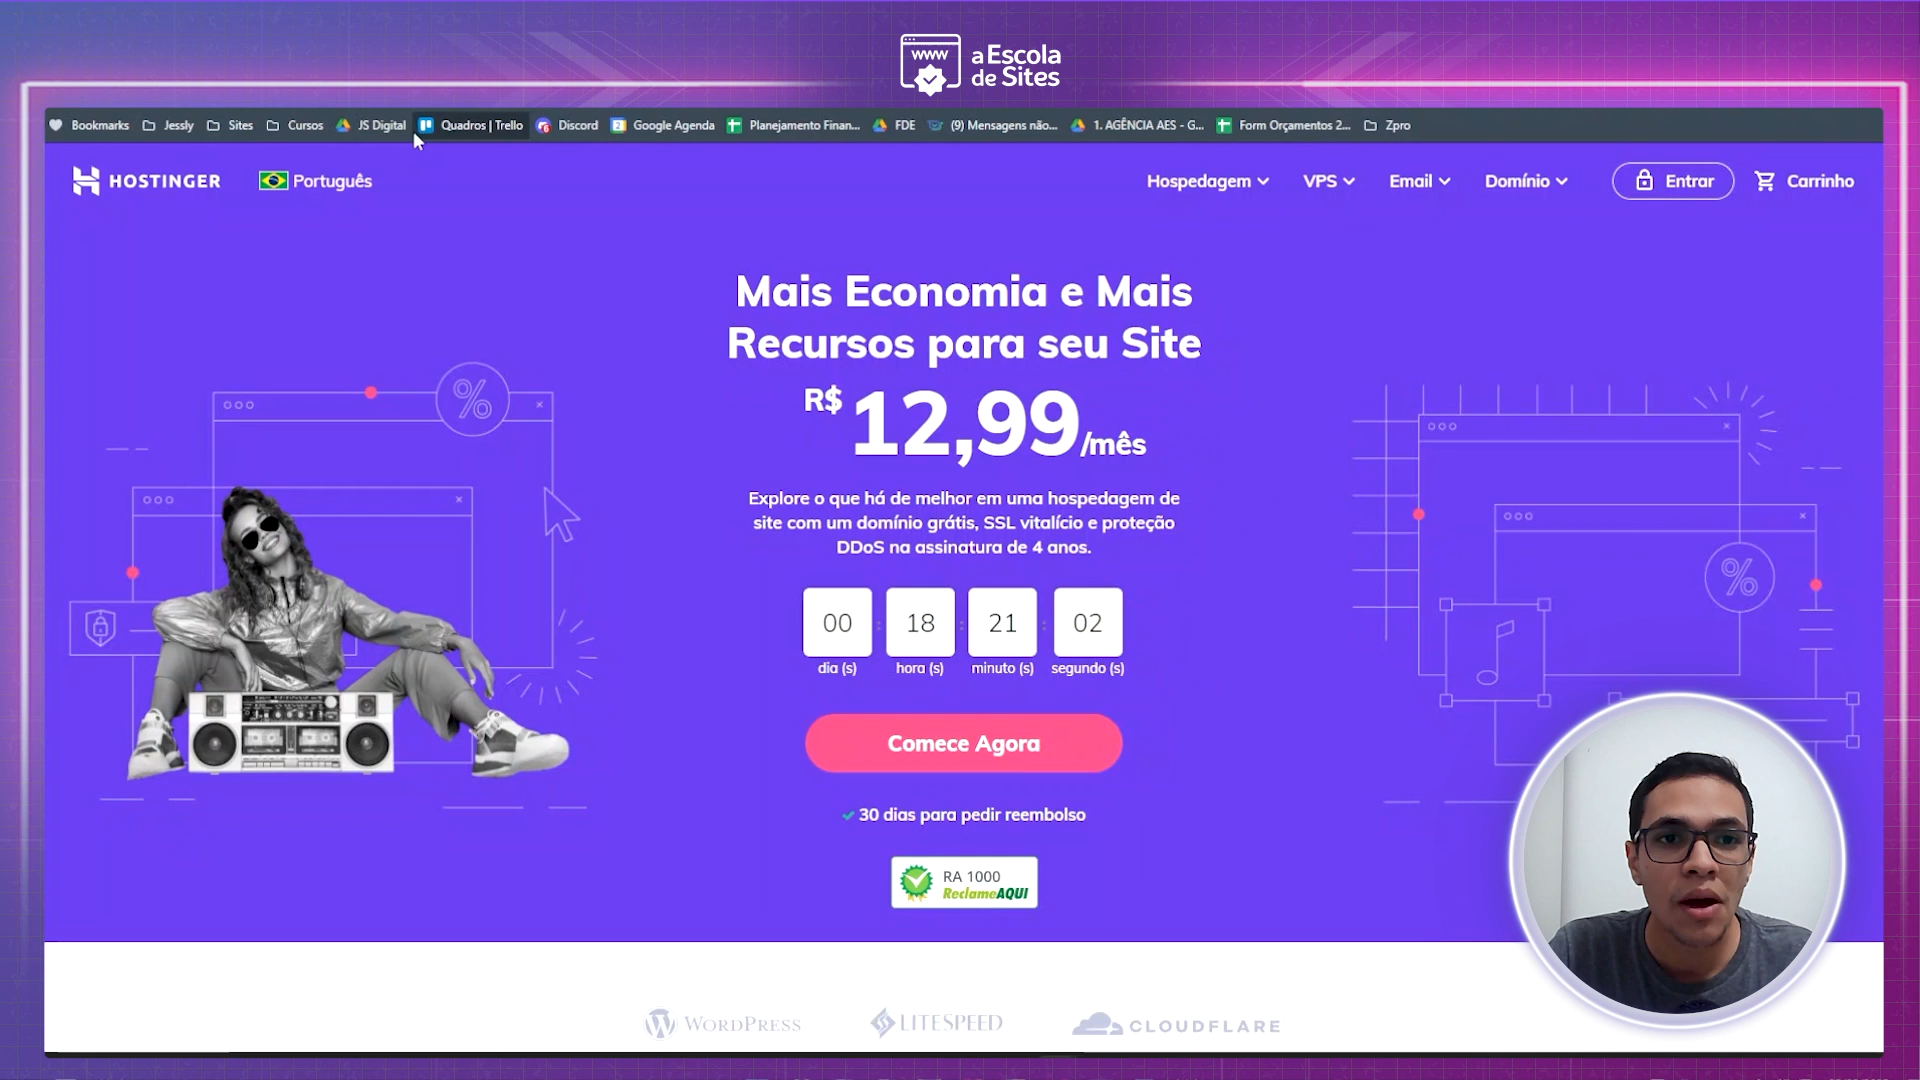 www
a Escola
de Sites
Bookmarks Jessly Sites Cursos JS Digital Quadros | Trello Discord Google Agenda Planejamento Finan... FDE (9) Mensagens não... 1. AGÊNCIA AES - G... Form Orçamentos 2... Zpro
HOSTINGER Português Hospedagem VPS Email Domínio Entrar Carrinho
Mais Economia e Mais
Recursos para seu Site
R$ 12,99/mês
Explore o que há de melhor em uma hospedagem de
site com um domínio grátis, SSL vitalício e proteção
DDoS na assinatura de 4 anos.
00 : 18 : 21 : 02
dia (s) hora (s) minuto (s) segundo (s)
Comece Agora
30 dias para pedir reembolso
RA 1000
ReclameAQUI
WORDPRESS LITESPEED CLOUDFLARE